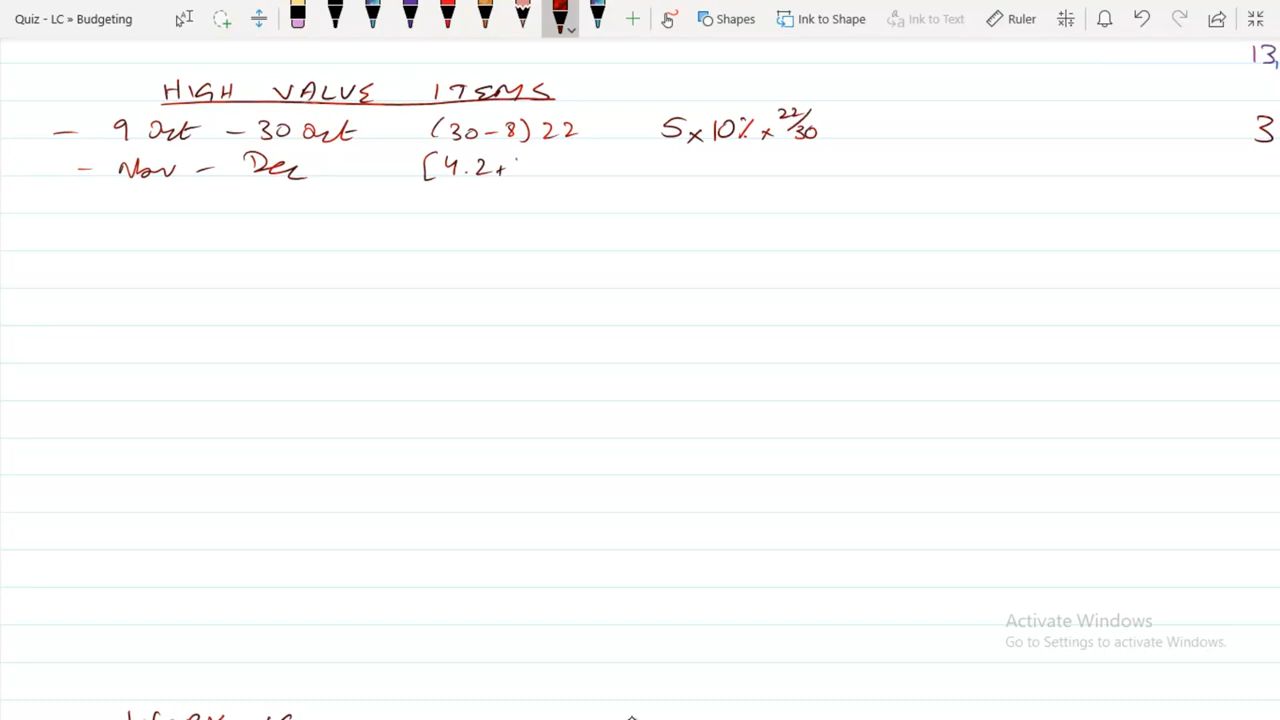 Quiz - LC » Budgeting Shapes Ink to Shape Ink to Text Ruler
13,
HIGH VALUE ITEMS
- 9 Oct - 30 Oct (30-8) 22 5 x 10% x 22/30 3
- Nov - Dec [4.2+
Activate Windows
Go to Settings to activate Windows.